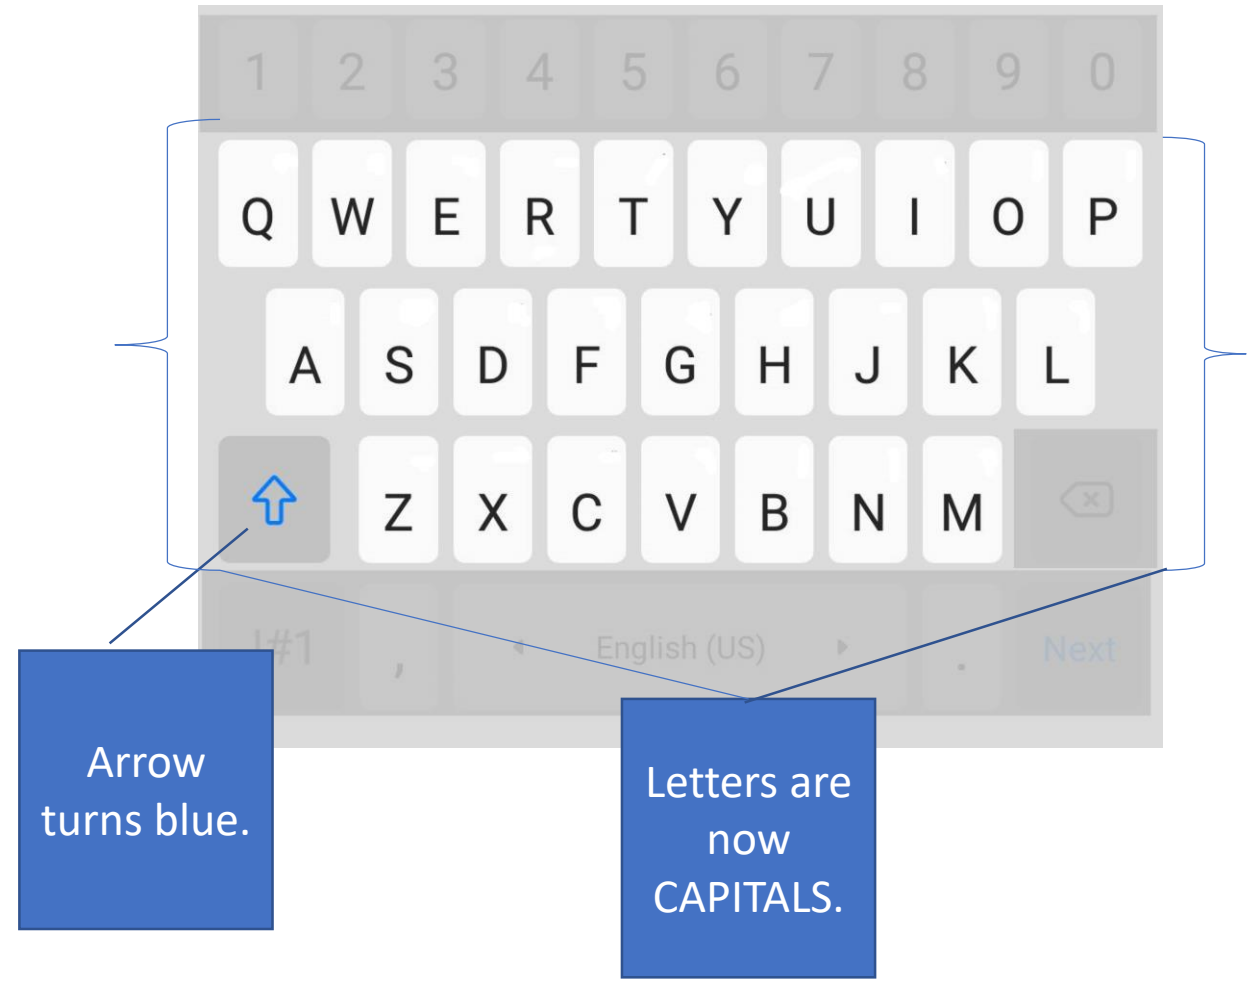 1 2 3 4 5 6 7 8 9 0
Q W E R T Y U I O P
A S D F G H J K L
Z X C V B N M
!#1 , English (US) . Next
Arrow
turns blue.
Letters are
now
CAPITALS.